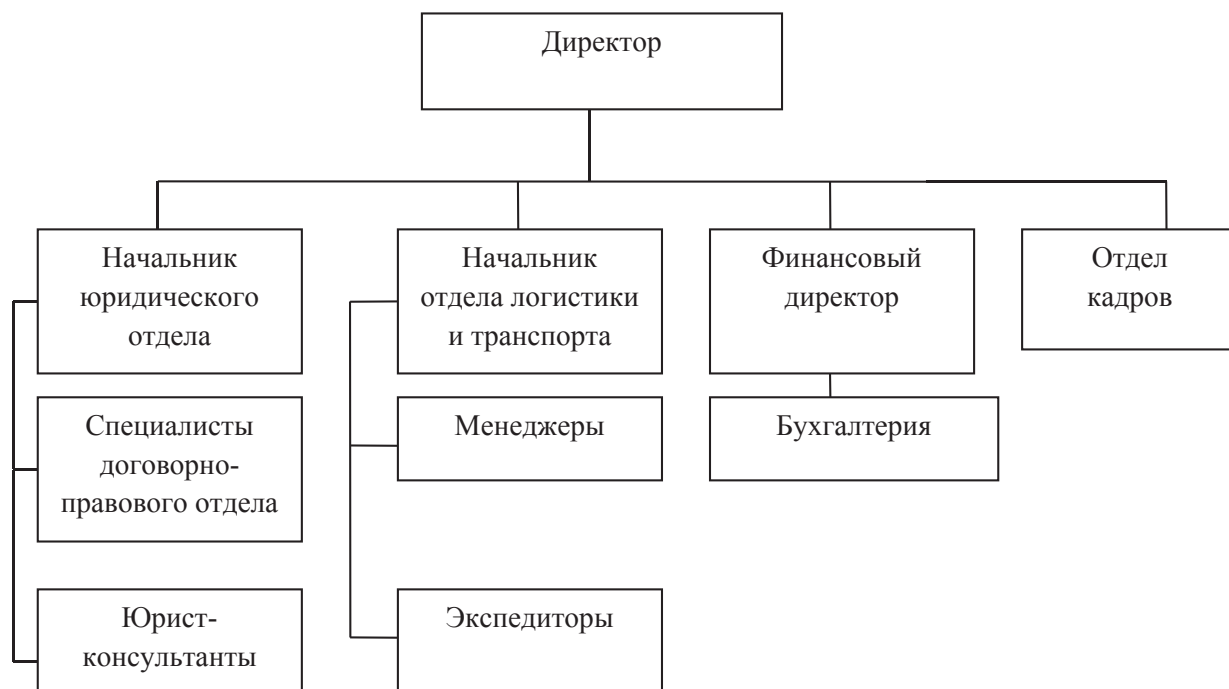 Директор
Начальник
юридического
отдела
Начальник
отдела логистики
и транспорта
Финансовый
директор
Отдел
кадров
Специалисты
договорно-
правового отдела
Менеджеры
Бухгалтерия
Юрист-
консультанты
Экспедиторы